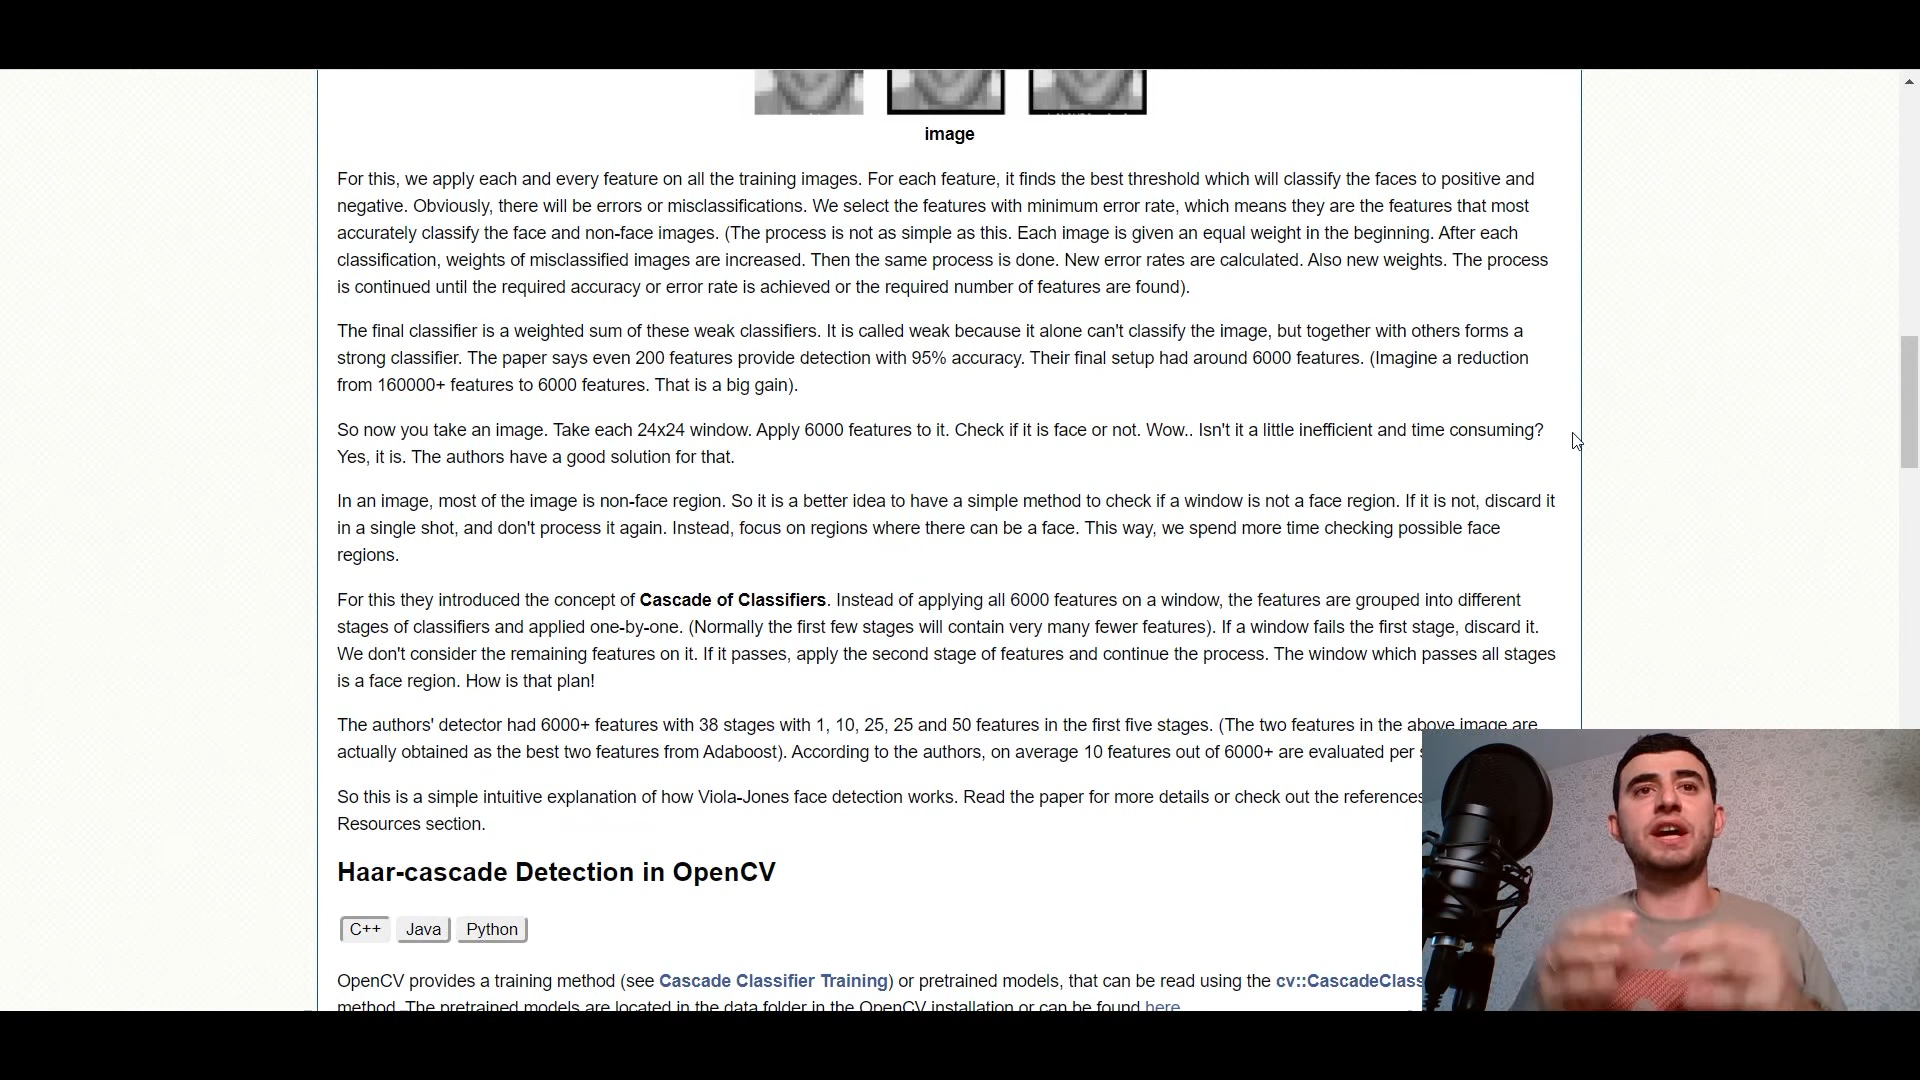 image
For this, we apply each and every feature on all the training images. For each feature, it finds the best threshold which will classify the faces to positive and
negative. Obviously, there will be errors or misclassifications. We select the features with minimum error rate, which means they are the features that most
accurately classify the face and non-face images. (The process is not as simple as this. Each image is given an equal weight in the beginning. After each
classification, weights of misclassified images are increased. Then the same process is done. New error rates are calculated. Also new weights. The process
is continued until the required accuracy or error rate is achieved or the required number of features are found).
The final classifier is a weighted sum of these weak classifiers. It is called weak because it alone can't classify the image, but together with others forms a
strong classifier. The paper says even 200 features provide detection with 95% accuracy. Their final setup had around 6000 features. (Imagine a reduction
from 160000+ features to 6000 features. That is a big gain).
So now you take an image. Take each 24x24 window. Apply 6000 features to it. Check if it is face or not. Wow.. Isn't it a little inefficient and time consuming?
Yes, it is. The authors have a good solution for that.
In an image, most of the image is non-face region. So it is a better idea to have a simple method to check if a window is not a face region. If it is not, discard it
in a single shot, and don't process it again. Instead, focus on regions where there can be a face. This way, we spend more time checking possible face
regions.
For this they introduced the concept of Cascade of Classifiers. Instead of applying all 6000 features on a window, the features are grouped into different
stages of classifiers and applied one-by-one. (Normally the first few stages will contain very many fewer features). If a window fails the first stage, discard it.
We don't consider the remaining features on it. If it passes, apply the second stage of features and continue the process. The window which passes all stages
is a face region. How is that plan!
The authors' detector had 6000+ features with 38 stages with 1, 10, 25, 25 and 50 features in the first five stages. (The two features in the above image are
actually obtained as the best two features from Adaboost). According to the authors, on average 10 features out of 6000+ are evaluated per
So this is a simple intuitive explanation of how Viola-Jones face detection works. Read the paper for more details or check out the references
Resources section.
Haar-cascade Detection in OpenCV
C++ Java Python
OpenCV provides a training method (see Cascade Classifier Training) or pretrained models, that can be read using the cv::CascadeClass
method. The pretrained models are located in the data folder in the OpenCV installation or can be found here